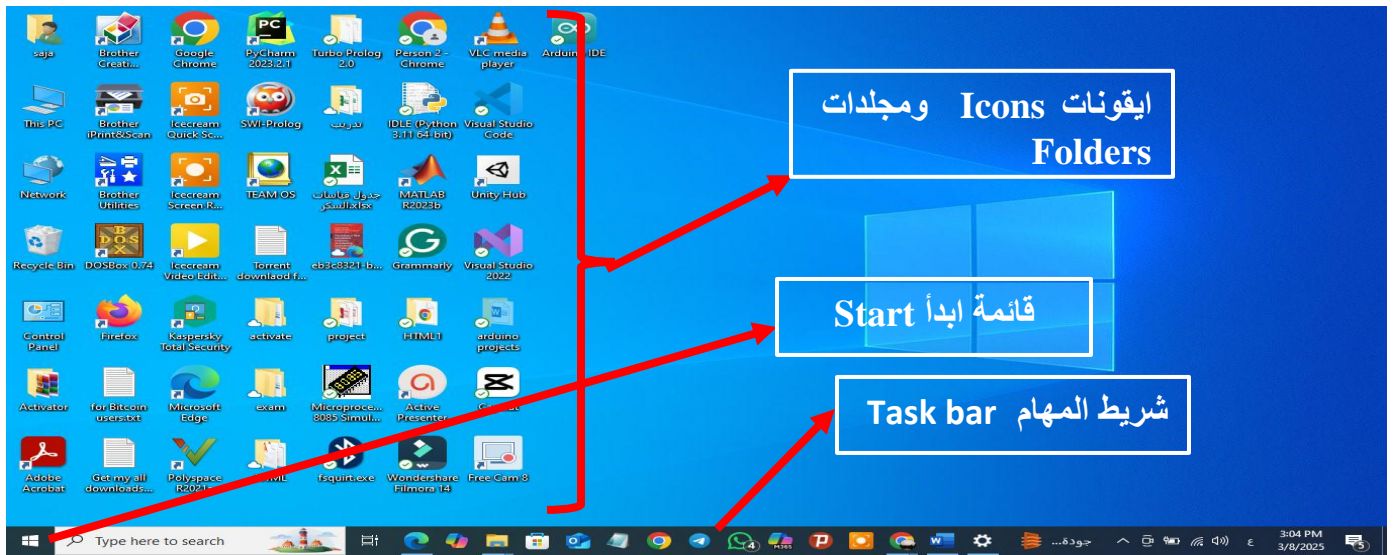 saja
Brother
Creati...
Google
Chrome
PyCharm
2023.2.1
Turbo Prolog
2.0
Person 2 -
Chrome
VLC media
player
Arduino IDE
This PC
Brother
iPrint&Scan
Icecream
Quick Sc...
SWI-Prolog
تدريب
IDLE (Python
3.11 64-bit)
Visual Studio
Code
Network
Brother
Utilities
Icecream
Screen R...
TEAM OS
جدول قياسات
السكر.xlsx
MATLAB
R2023b
Unity Hub
Recycle Bin
DOSBox 0.74
Icecream
Video Edit...
Torrent
downlaod f...
eb3c8321-b...
Grammarly
Visual Studio
2022
Control
Panel
Firefox
Kaspersky
Total Security
activate
project
HTML1
arduino
projects
Activator
for Bitcoin
users.txt
Microsoft
Edge
exam
Microproce...
8085 Simul...
Active
Presenter
Adobe
Acrobat
Get my all
downloads...
Polyspace
fsquirt.exe
Wondershare
Filmora 14
Free Cam 8
ايقونات Icons ومجلدات
Folders
قائمة ابدأ Start
شريط المهام Task bar
Type here to search
جودة...
ع
3:04 PM
3/8/2025